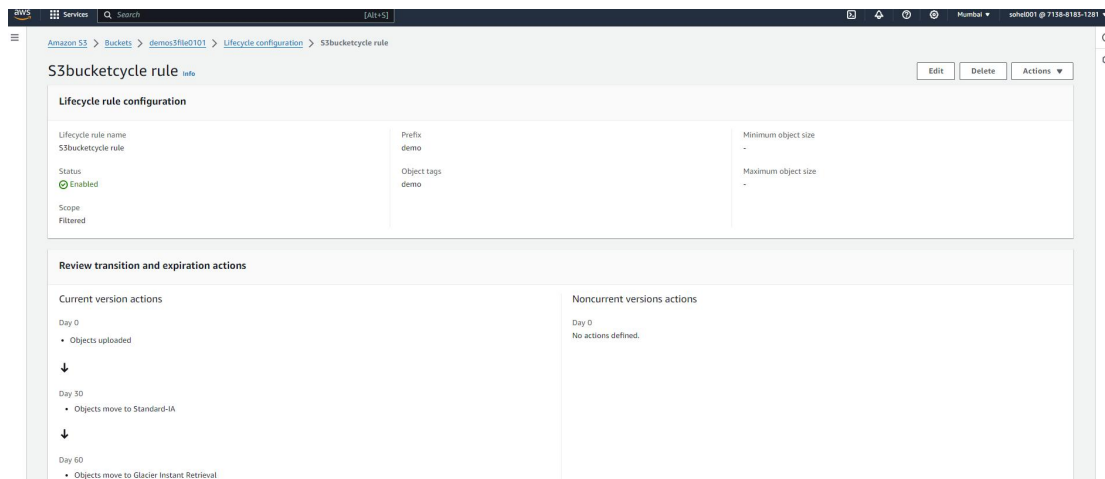 aws Services Search [Alt+S] Mumbai ▼ sohel001 @ 7138-8183-1281 ▼
Amazon S3 > Buckets > demos3file0101 > Lifecycle configuration > S3bucketcycle rule
S3bucketcycle rule Info Edit Delete Actions ▼
Lifecycle rule configuration
Lifecycle rule name Prefix Minimum object size
S3bucketcycle rule demo -
Status Object tags Maximum object size
Enabled demo -
Scope
Filtered
Review transition and expiration actions
Current version actions Noncurrent versions actions
Day 0 Day 0
• Objects uploaded No actions defined.
↓
Day 30
• Objects move to Standard-IA
↓
Day 60
• Objects move to Glacier Instant Retrieval